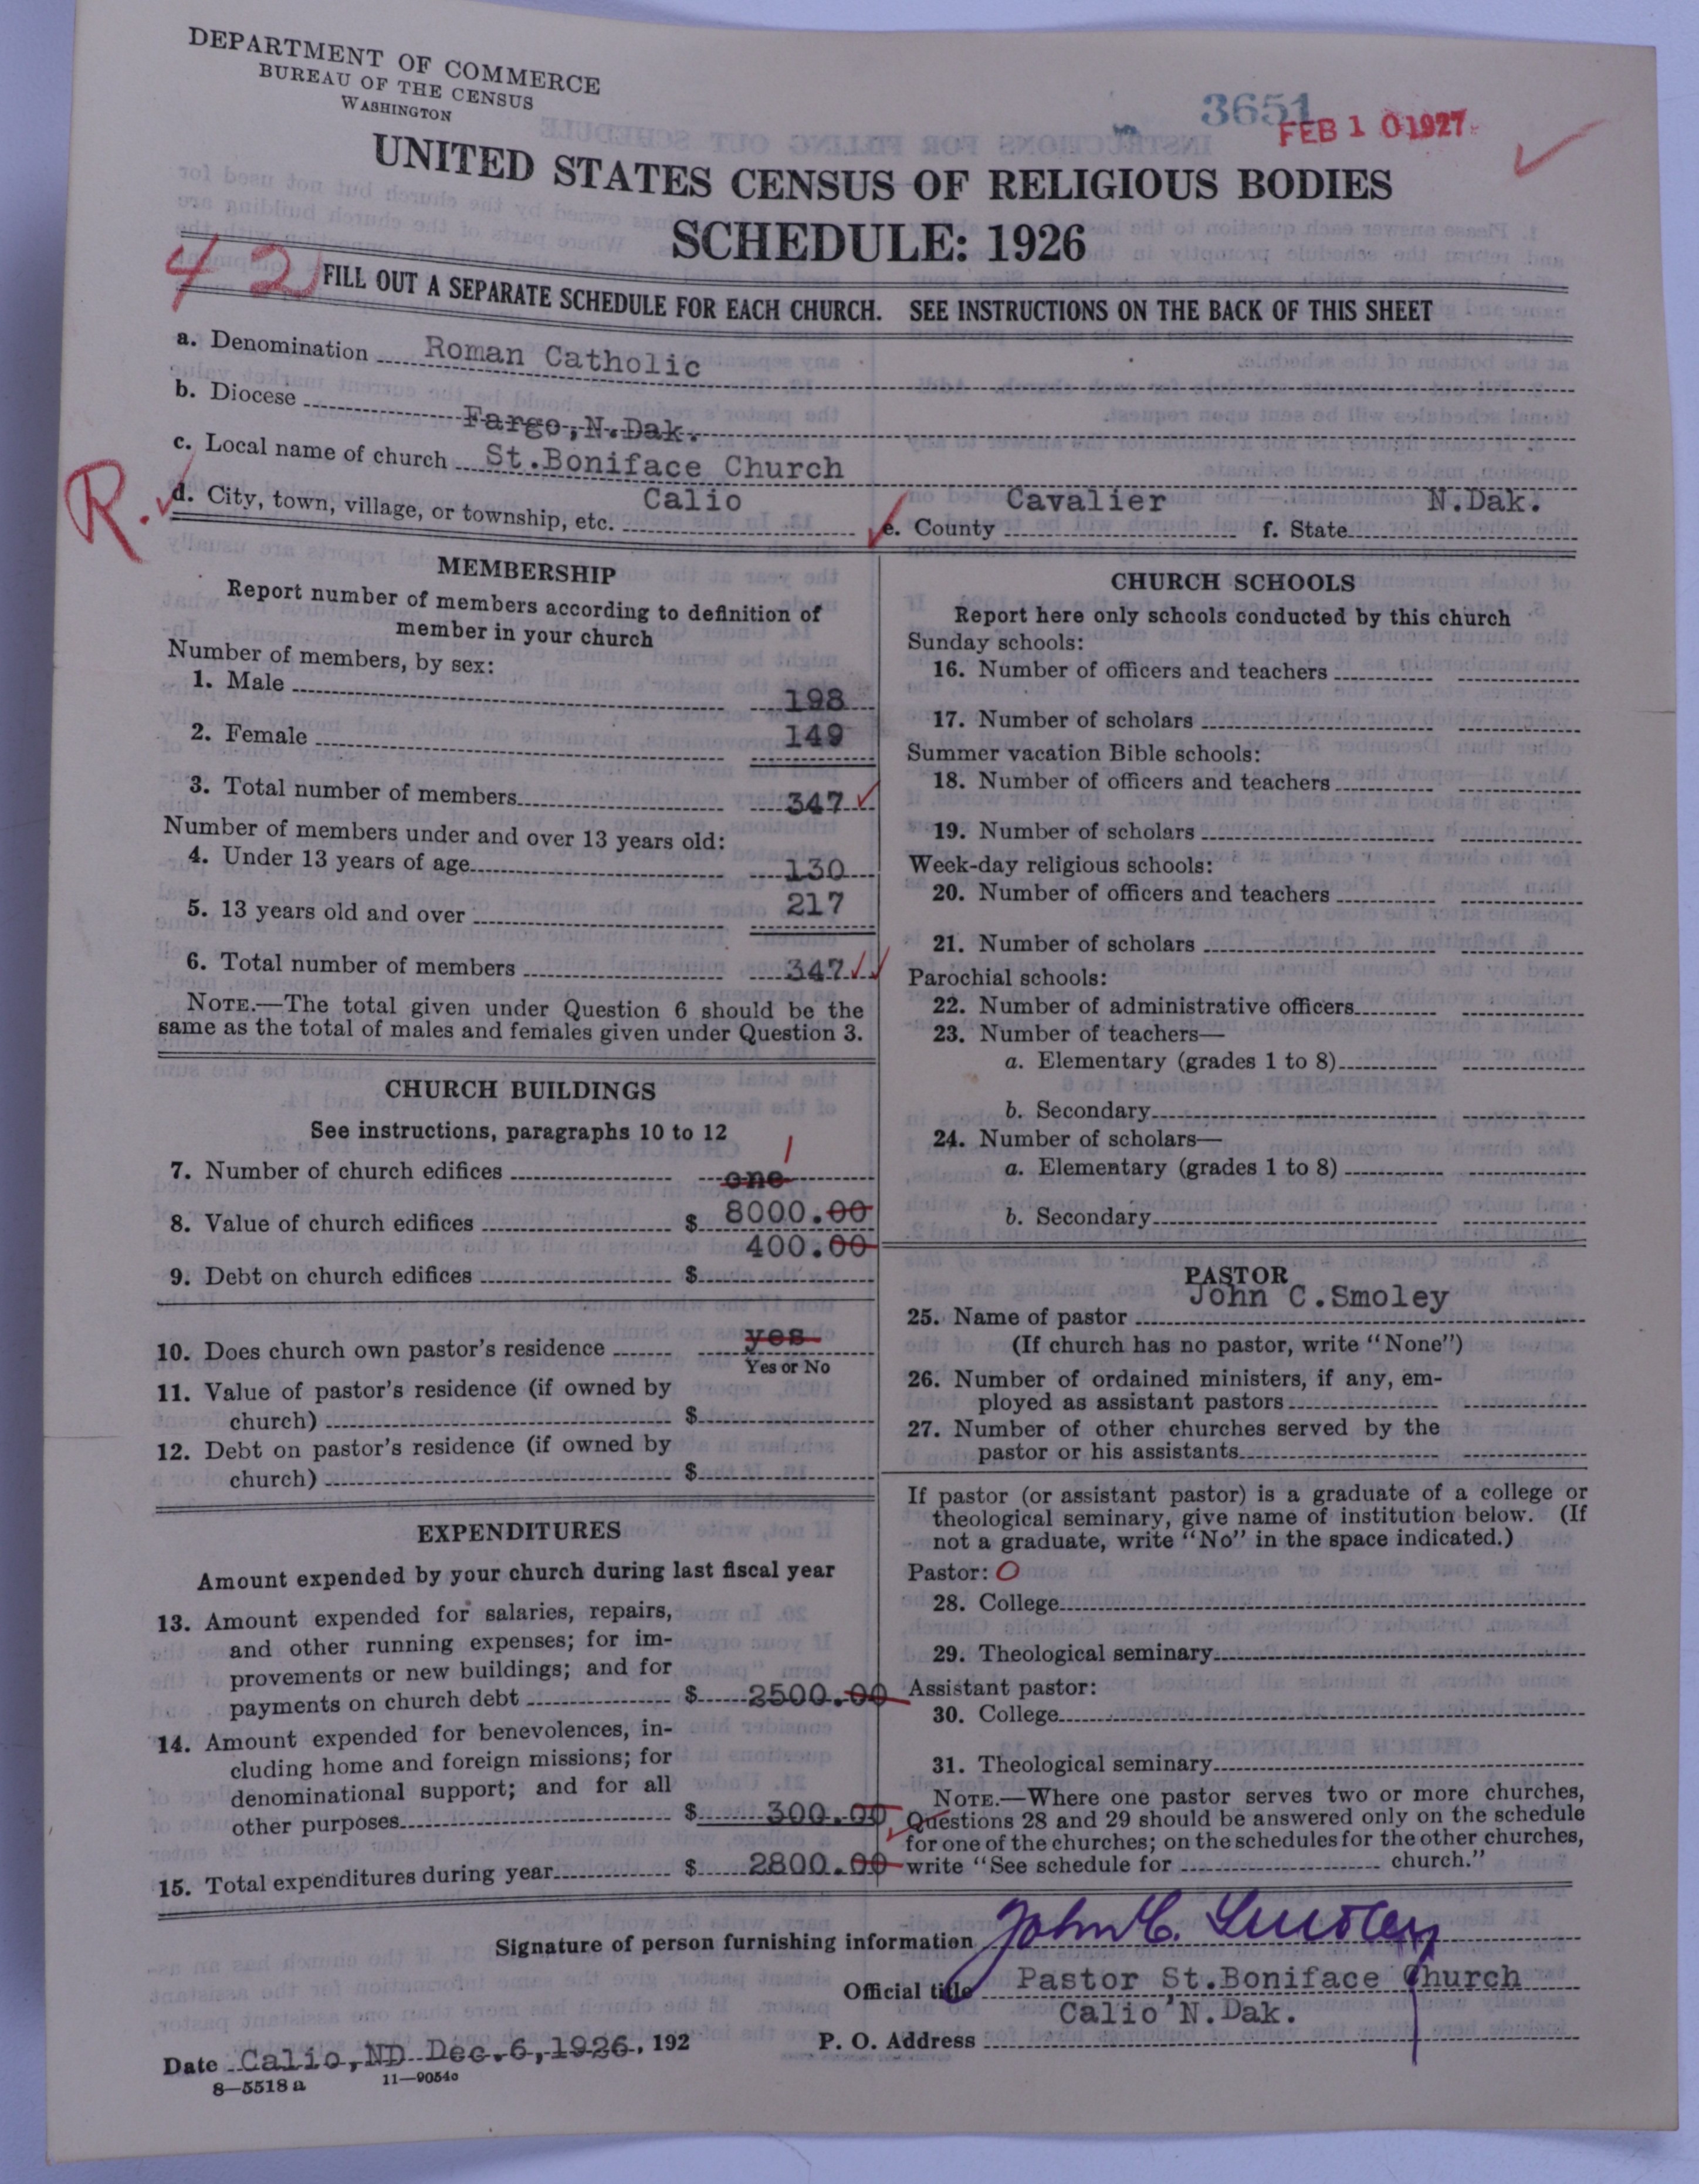 DEPARTMENT OF COMMERCE
BUREAU OF THE CENSUS
WASHINGTON
3651
FEB 10 1927
UNITED STATES CENSUS OF RELIGIOUS BODIES
SCHEDULE: 1926
42
FILL OUT A SEPARATE SCHEDULE FOR EACH CHURCH. SEE INSTRUCTIONS ON THE BACK OF THIS SHEET
a. Denomination Roman Catholic
b. Diocese Fargo, N.Dak.
c. Local name of church St.Boniface Church
R.
d. City, town, village, or township, etc. Calio e. County Cavalier f. State N.Dak.
MEMBERSHIP
Report number of members according to definition of
member in your church
Number of members, by sex:
1. Male 198
2. Female 149
3. Total number of members 347
Number of members under and over 13 years old:
4. Under 13 years of age 130
5. 13 years old and over 217
6. Total number of members 347
NOTE.—The total given under Question 6 should be the
same as the total of males and females given under Question 3.
CHURCH BUILDINGS
See instructions, paragraphs 10 to 12
7. Number of church edifices one 1
8. Value of church edifices $ 8000.00
9. Debt on church edifices $ 400.00
10. Does church own pastor's residence yes
Yes or No
11. Value of pastor's residence (if owned by
church) $
12. Debt on pastor's residence (if owned by
church) $
EXPENDITURES
Amount expended by your church during last fiscal year
13. Amount expended for salaries, repairs,
and other running expenses; for im-
provements or new buildings; and for
payments on church debt $ 2500.00
14. Amount expended for benevolences, in-
cluding home and foreign missions; for
denominational support; and for all
other purposes $ 300.00
15. Total expenditures during year $ 2800.00
CHURCH SCHOOLS
Report here only schools conducted by this church
Sunday schools:
16. Number of officers and teachers
17. Number of scholars
Summer vacation Bible schools:
18. Number of officers and teachers
19. Number of scholars
Week-day religious schools:
20. Number of officers and teachers
21. Number of scholars
Parochial schools:
22. Number of administrative officers
23. Number of teachers—
a. Elementary (grades 1 to 8)
b. Secondary
24. Number of scholars—
a. Elementary (grades 1 to 8)
b. Secondary
PASTOR
25. Name of pastor John C.Smoley
(If church has no pastor, write "None")
26. Number of ordained ministers, if any, em-
ployed as assistant pastors
27. Number of other churches served by the
pastor or his assistants
If pastor (or assistant pastor) is a graduate of a college or
theological seminary, give name of institution below. (If
not a graduate, write "No" in the space indicated.)
Pastor: O
28. College
29. Theological seminary
Assistant pastor:
30. College
31. Theological seminary
NOTE.—Where one pastor serves two or more churches,
Questions 28 and 29 should be answered only on the schedule
for one of the churches; on the schedules for the other churches,
write "See schedule for church."
Signature of person furnishing information John C. Smoley
Official title Pastor St.Boniface Church
Calio, N.Dak.
P. O. Address
Date Calio, ND Dec.6, 1926, 192
8—5518 a 11—9054c